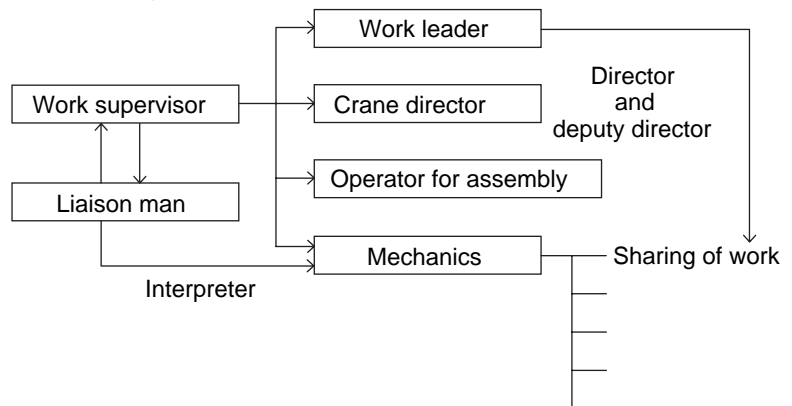 Work leader
Director
and
deputy director
Work supervisor
Crane director
Operator for assembly
Liaison man
Mechanics
Sharing of work
Interpreter